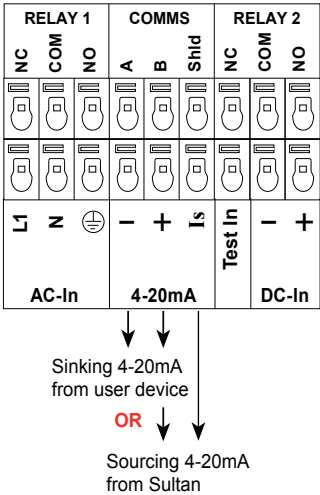 RELAY 1 COMMS RELAY 2
NC COM NO A B Shld NC COM NO
L1 N − + Is Test In − +
AC-In 4-20mA DC-In
Sinking 4-20mA
from user device
OR
Sourcing 4-20mA
from Sultan